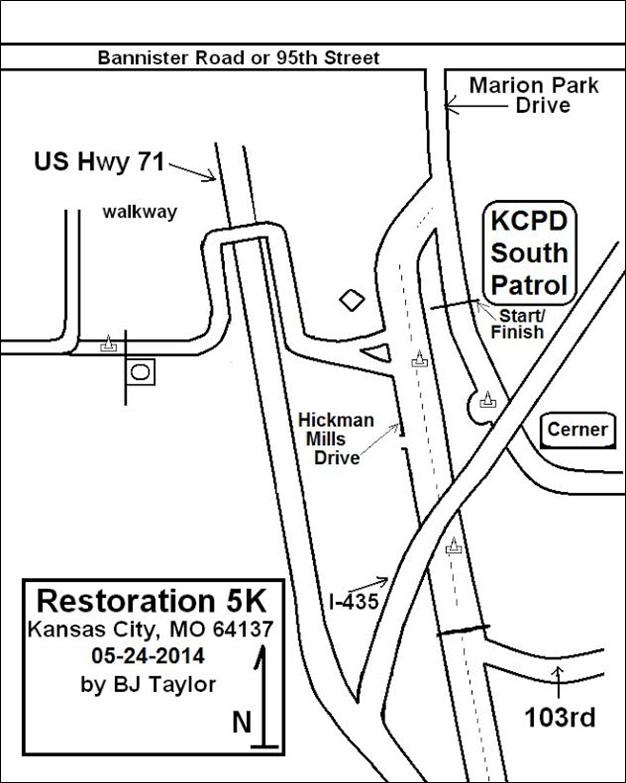 Bannister Road or 95th Street
Marion Park
Drive
US Hwy 71
walkway
KCPD
South
Patrol
Start/
Finish
Hickman
Mills
Drive
Cerner
I-435
Restoration 5K
Kansas City, MO 64137
05-24-2014
by BJ Taylor
N
103rd